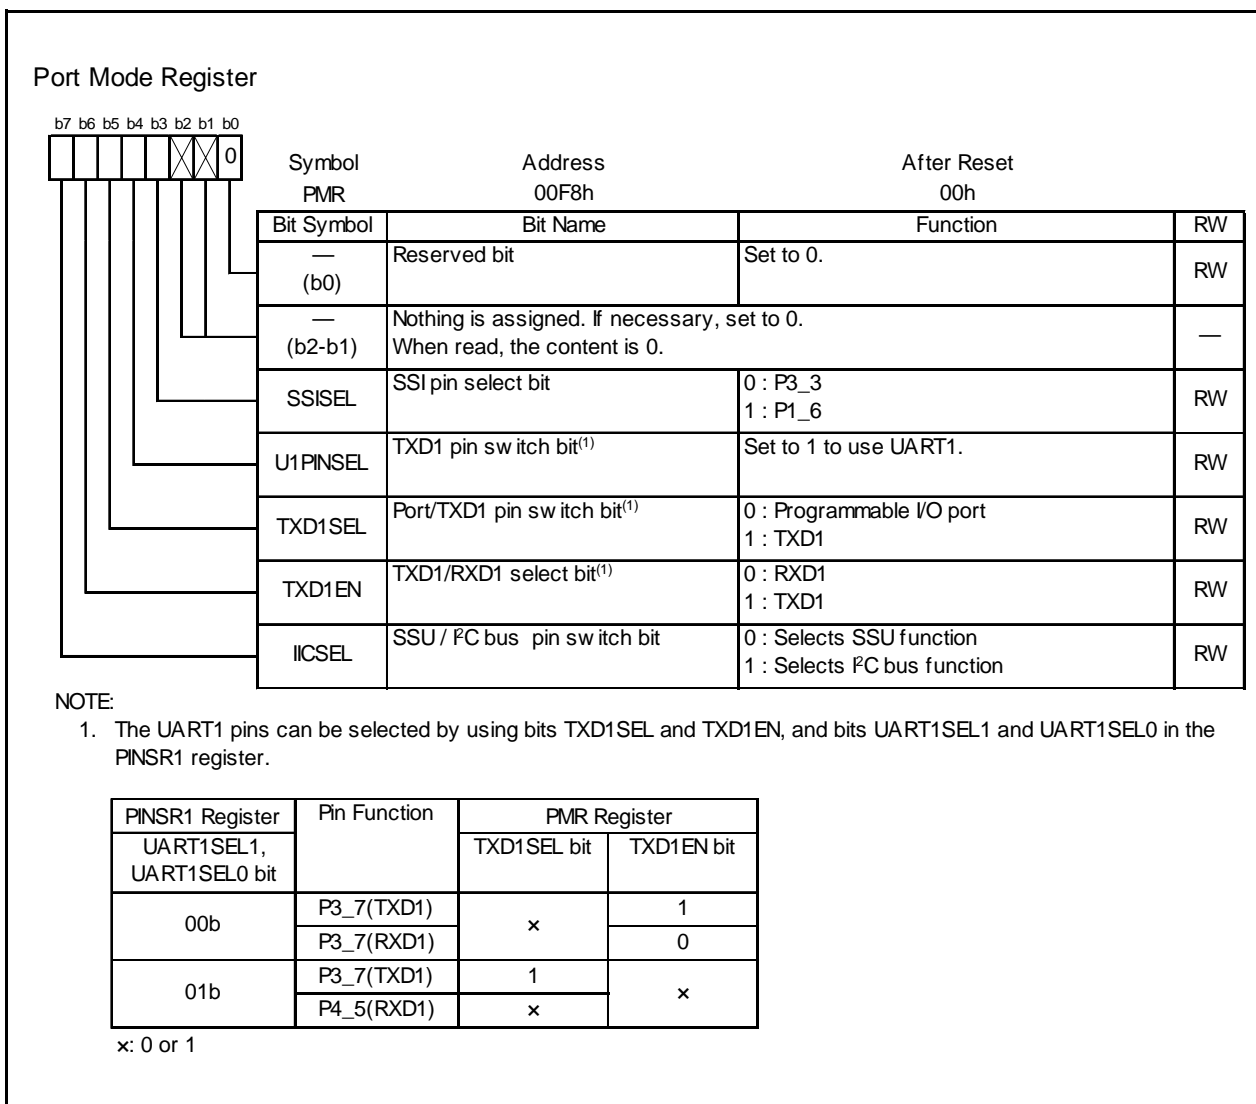 Port Mode Register
b7 b6 b5 b4 b3 b2 b1 b0
0
Symbol Address After Reset
PMR 00F8h 00h
Bit Symbol Bit Name Function RW
— (b0) Reserved bit Set to 0. RW
— (b2-b1) Nothing is assigned. If necessary, set to 0.
When read, the content is 0. —
SSISEL SSI pin select bit 0 : P3_3
1 : P1_6 RW
U1PINSEL TXD1 pin switch bit(1) Set to 1 to use UART1. RW
TXD1SEL Port/TXD1 pin switch bit(1) 0 : Programmable I/O port
1 : TXD1 RW
TXD1EN TXD1/RXD1 select bit(1) 0 : RXD1
1 : TXD1 RW
IICSEL SSU / I²C bus pin switch bit 0 : Selects SSU function
1 : Selects I²C bus function RW
NOTE:
1. The UART1 pins can be selected by using bits TXD1SEL and TXD1EN, and bits UART1SEL1 and UART1SEL0 in the
PINSR1 register.
PINSR1 Register Pin Function PMR Register
UART1SEL1, TXD1SEL bit TXD1EN bit
UART1SEL0 bit
00b P3_7(TXD1) × 1
P3_7(RXD1) 0
01b P3_7(TXD1) 1 ×
P4_5(RXD1) ×
×: 0 or 1